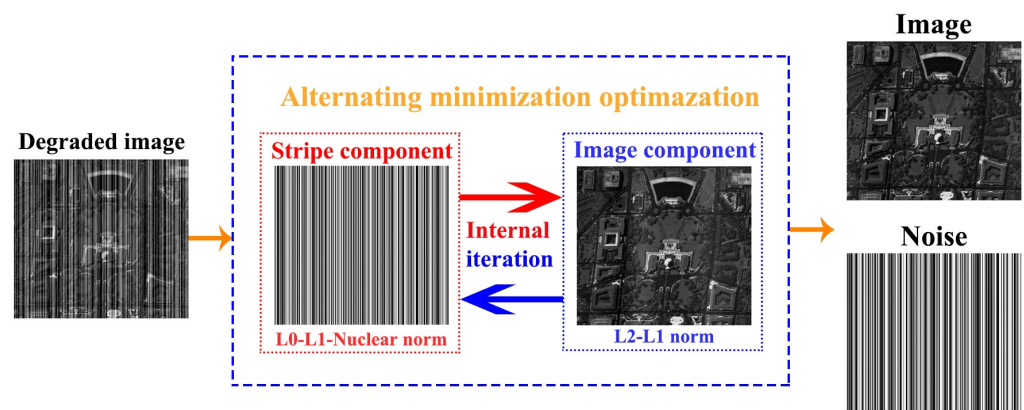 Image
Alternating minimization optimazation
Degraded image
Stripe component
Image component
Internal
iteration
Noise
L0-L1-Nuclear norm
L2-L1 norm